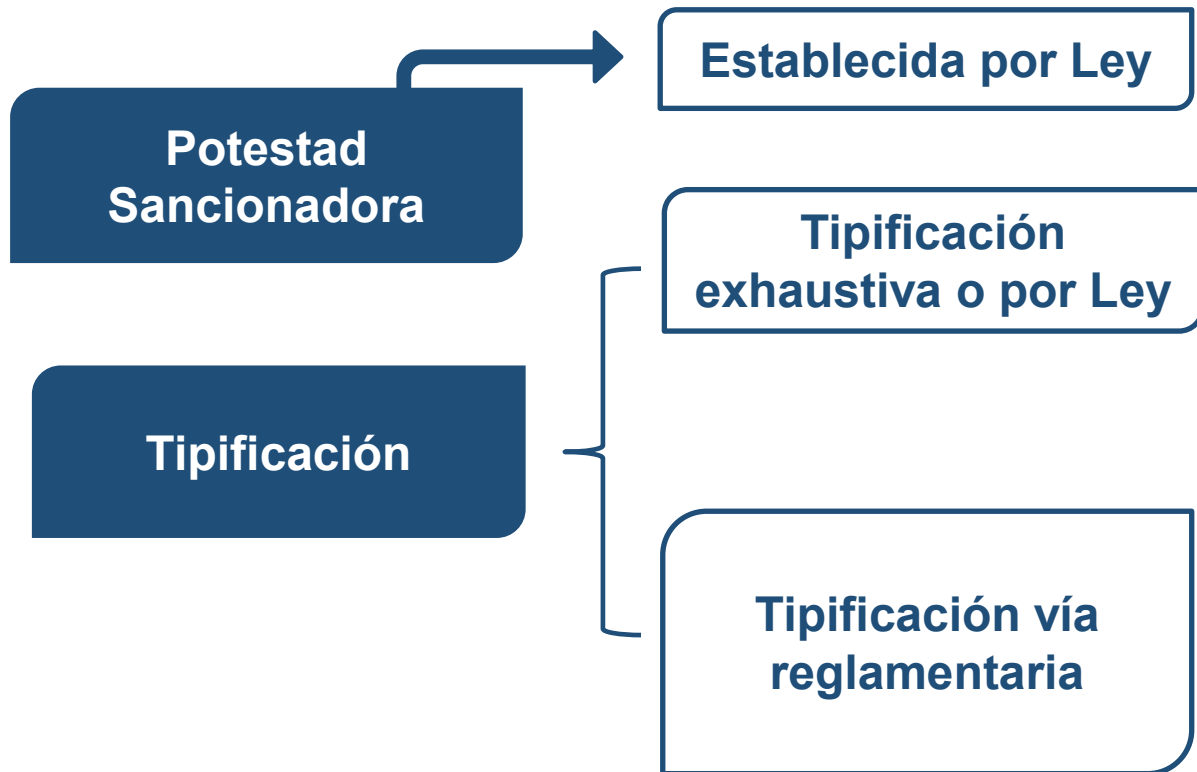 Establecida por Ley
Potestad
Sancionadora
Tipificación
exhaustiva o por Ley
Tipificación
Tipificación vía
reglamentaria